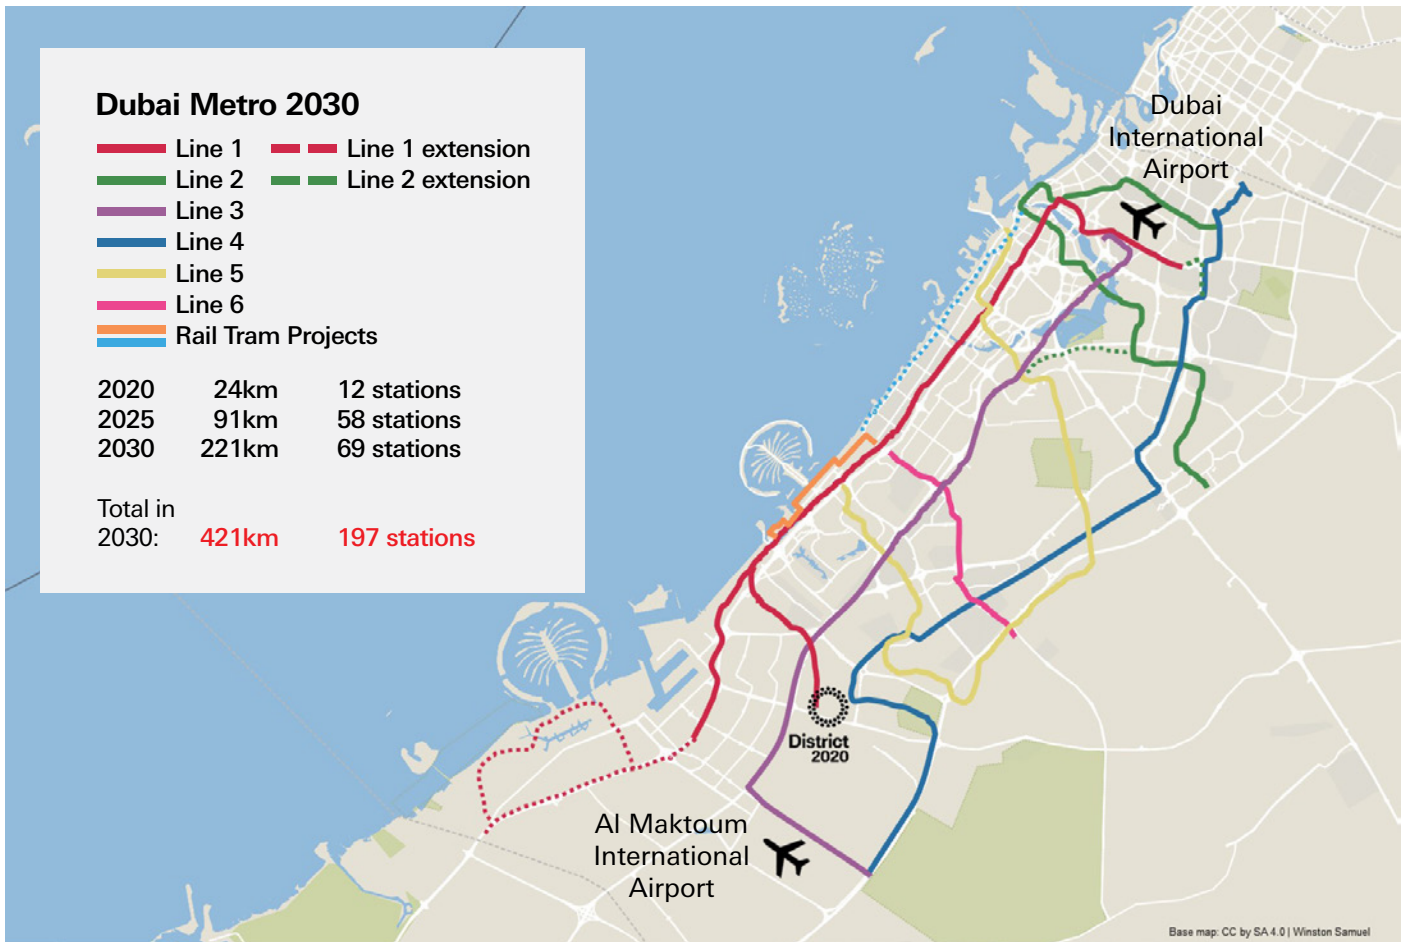 Dubai Metro 2030
Line 1 Line 1 extension
Line 2 Line 2 extension
Line 3
Line 4
Line 5
Line 6
Rail Tram Projects
2020 24km 12 stations
2025 91km 58 stations
2030 221km 69 stations
Total in
2030: 421km 197 stations
Dubai
International
Airport
District
2020
Al Maktoum
International
Airport
Base map: CC by SA 4.0 | Winston Samuel